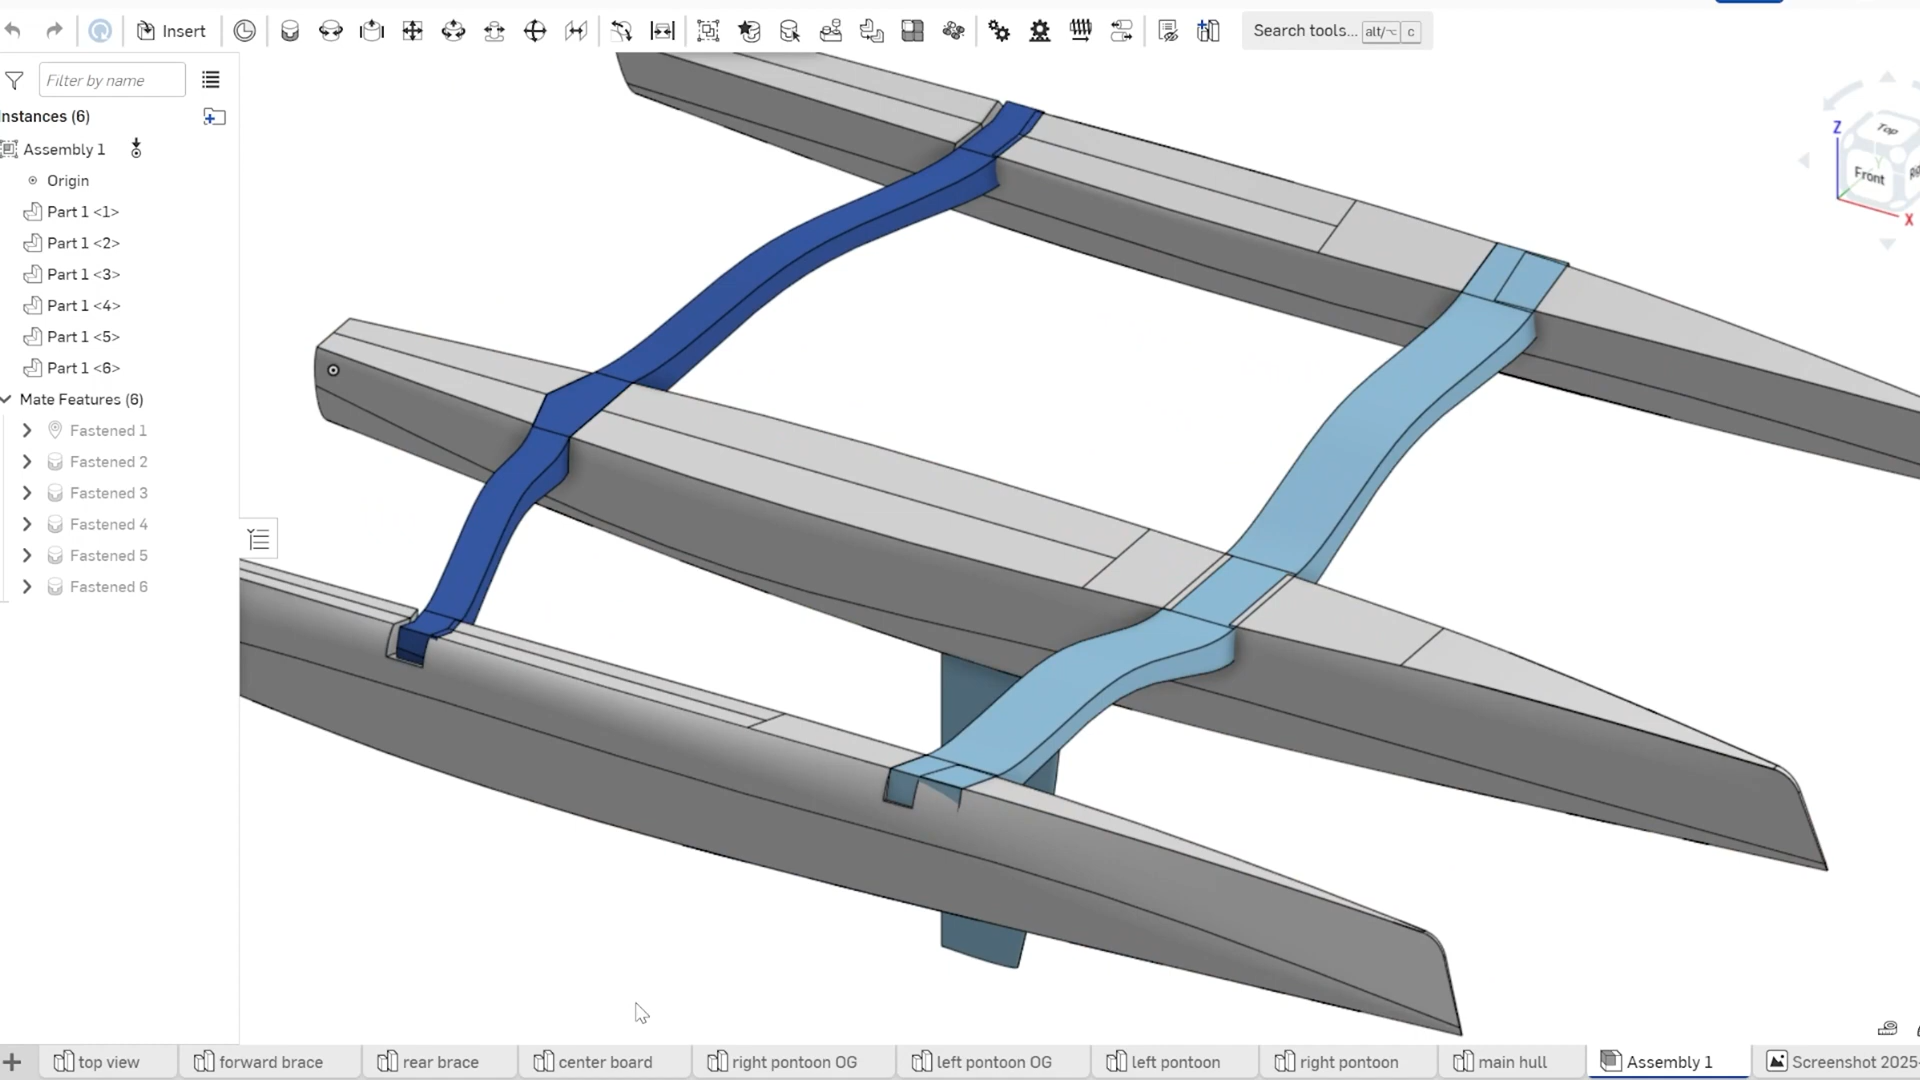 Insert
Search tools... alt/⌥ c
Filter by name
Instances (6)
Assembly 1
Origin
Part 1 <1>
Part 1 <2>
Part 1 <3>
Part 1 <4>
Part 1 <5>
Part 1 <6>
Mate Features (6)
Fastened 1
Fastened 2
Fastened 3
Fastened 4
Fastened 5
Fastened 6
Top
Z
Y
Front
X
top view
forward brace
rear brace
center board
right pontoon OG
left pontoon OG
left pontoon
right pontoon
main hull
Assembly 1
Screenshot 2025-